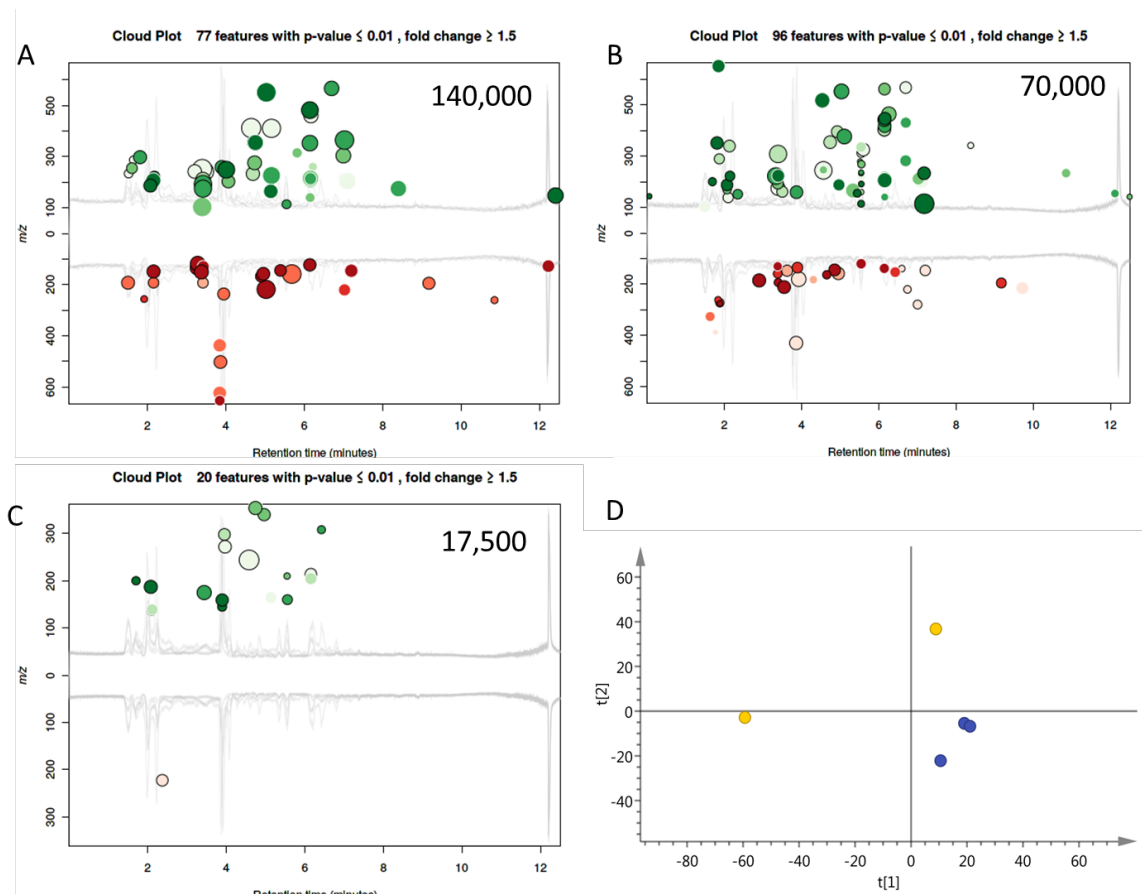 A
Cloud Plot 77 features with p-value ≤ 0.01 , fold change ≥ 1.5
140,000
500
300
100
0
200
400
600
m/z
2 4 6 8 10 12
Retention time (minutes)
B
Cloud Plot 96 features with p-value ≤ 0.01 , fold change ≥ 1.5
70,000
500
300
100
0
200
400
600
m/z
2 4 6 8 10 12
Retention time (minutes)
C
Cloud Plot 20 features with p-value ≤ 0.01 , fold change ≥ 1.5
17,500
300
200
100
0
100
200
300
m/z
2 4 6 8 10 12
Retention time (minutes)
D
60
40
20
0
-20
-40
t[2]
-80 -60 -40 -20 0 20 40 60
t[1]